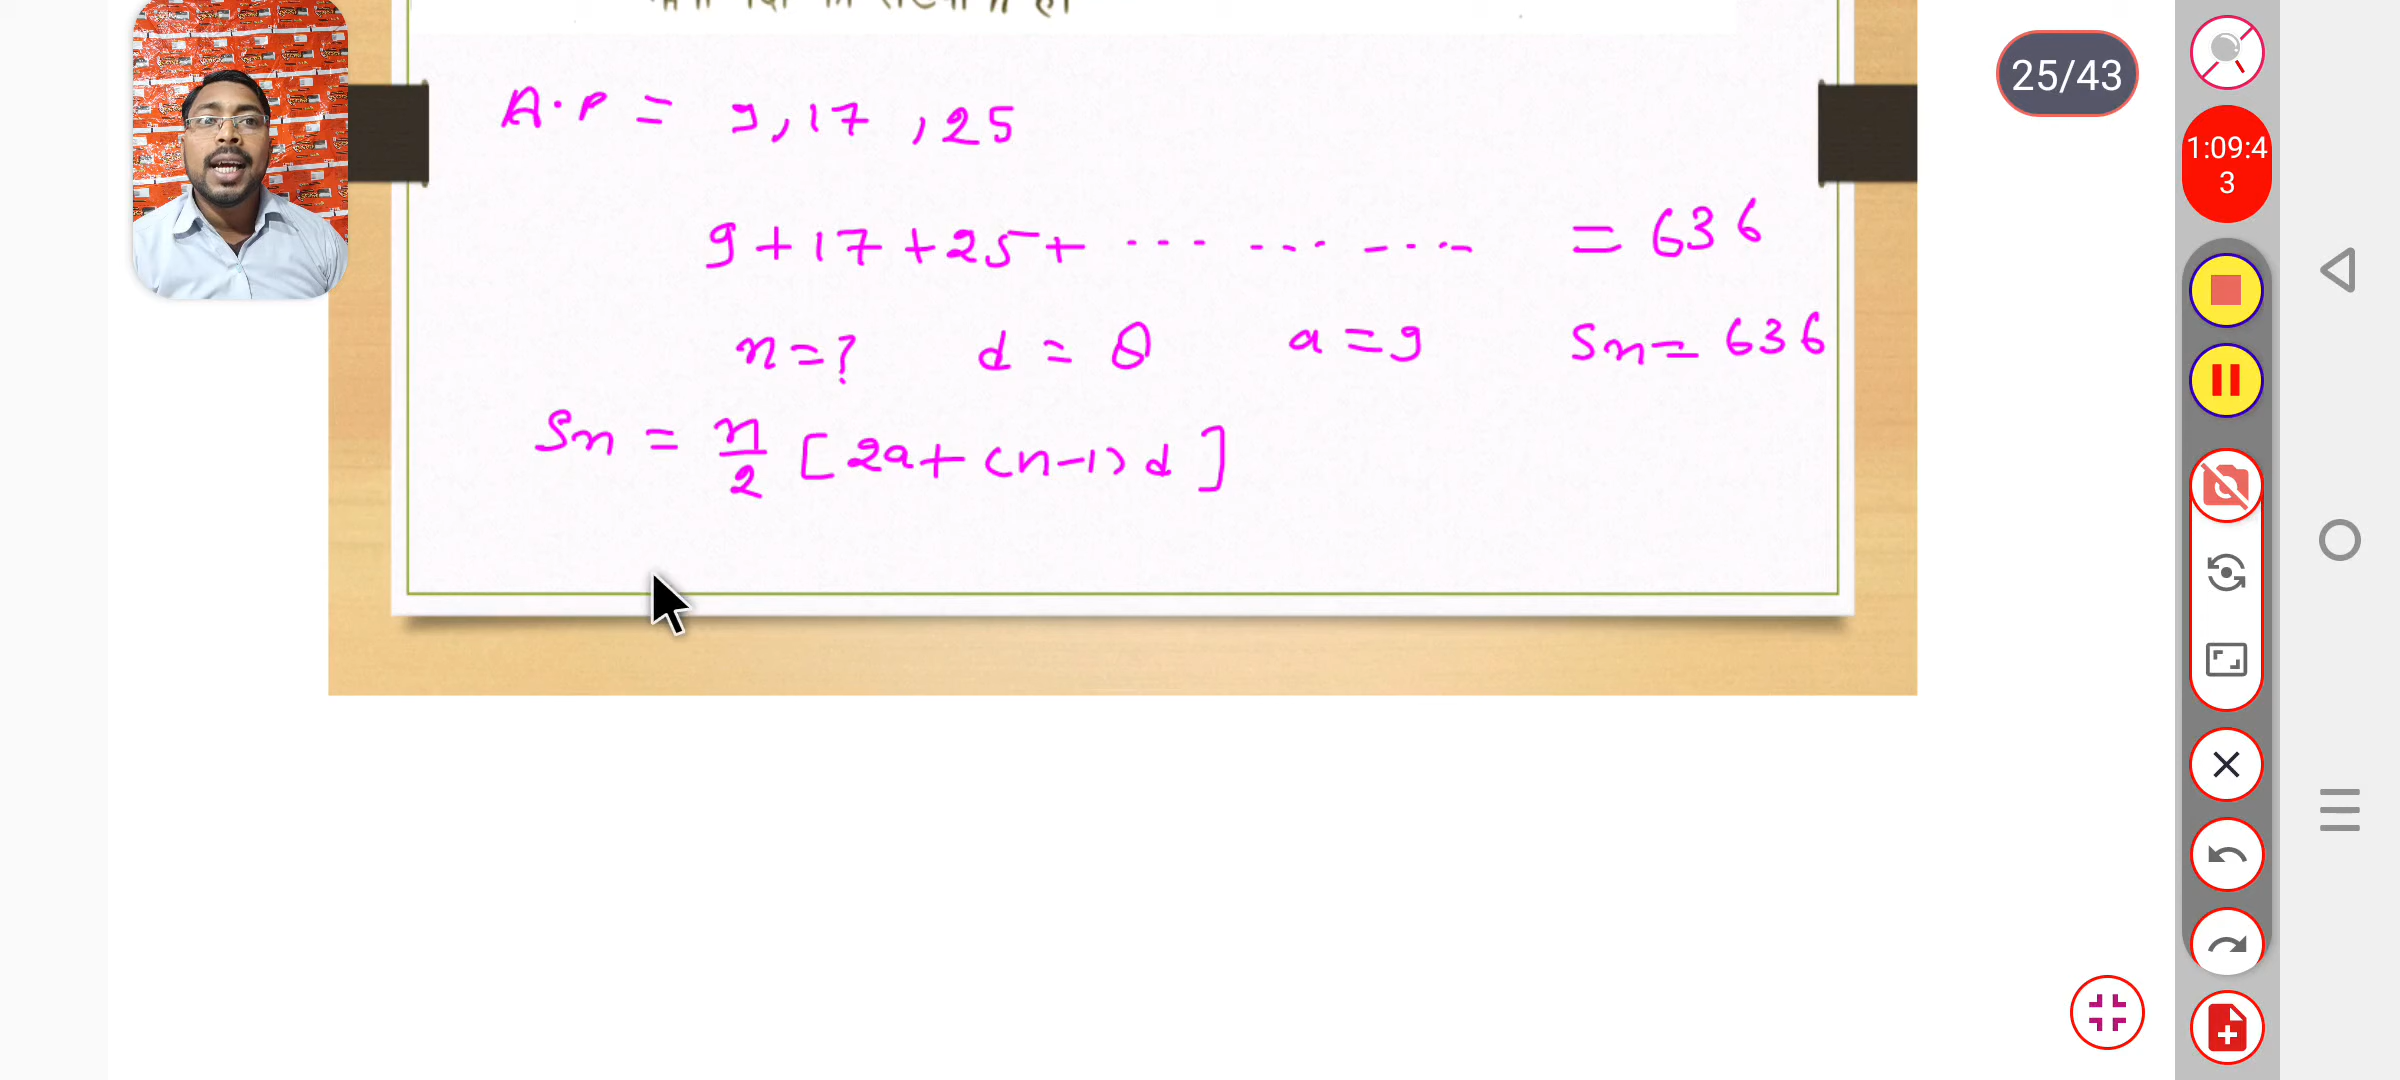 25/43
1:09:43
A.P = 9, 17, 25
9 + 17 + 25 + ... ... ... = 636
n = ? d = 8 a = 9 Sn = 636
Sn = n/2 [2a + (n-1) d]